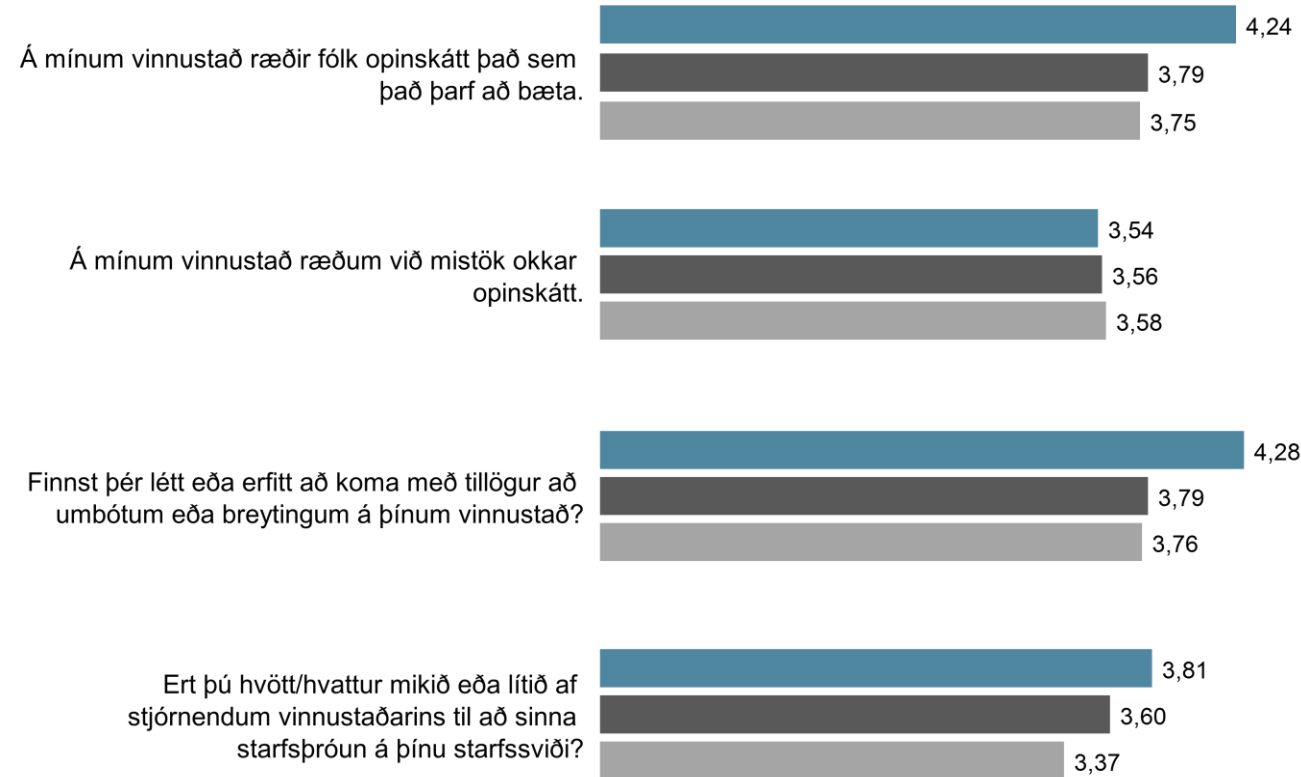 Á mínum vinnustað ræðir fólk opinskátt það sem
það þarf að bæta.
4,24
3,79
3,75
Á mínum vinnustað ræðum við mistök okkar
opinskátt.
3,54
3,56
3,58
Finnst þér létt eða erfitt að koma með tillögur að
umbótum eða breytingum á þínum vinnustað?
4,28
3,79
3,76
Ert þú hvött/hvattur mikið eða lítið af
stjórnendum vinnustaðarins til að sinna
starfsþróun á þínu starfssviði?
3,81
3,60
3,37